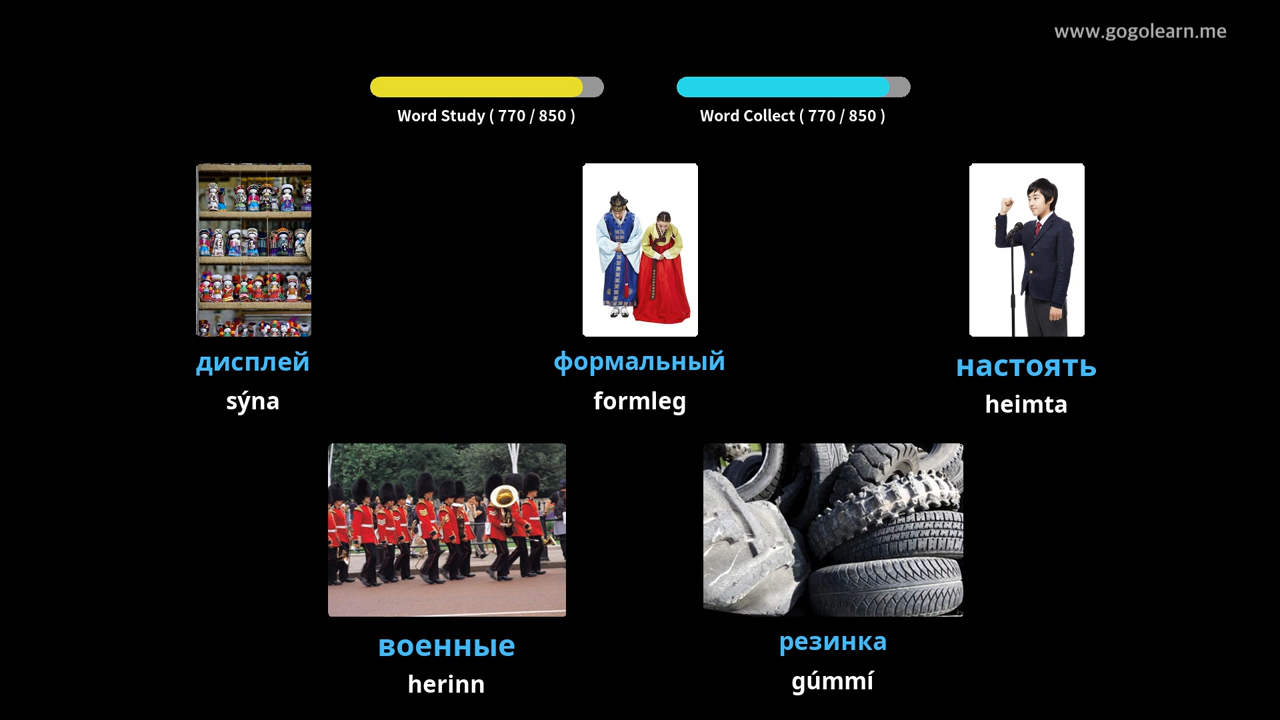 www.gogolearn.me
Word Study ( 770 / 850 )
Word Collect ( 770 / 850 )
дисплей
sýna
формальный
formleg
настоять
heimta
военные
herinn
резинка
gúmmí